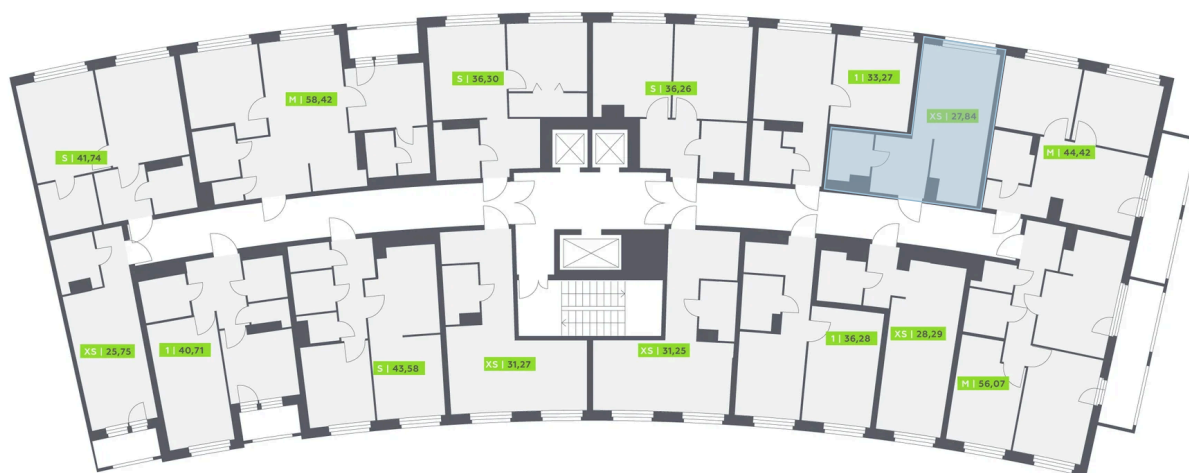 S | 41,74
M | 58,42
S | 36,30
S | 36,26
1 | 33,27
XS | 27,84
M | 44,42
XS | 25,75
1 | 40,71
S | 43,58
XS | 31,27
XS | 31,25
1 | 36,28
XS | 28,29
M | 56,07